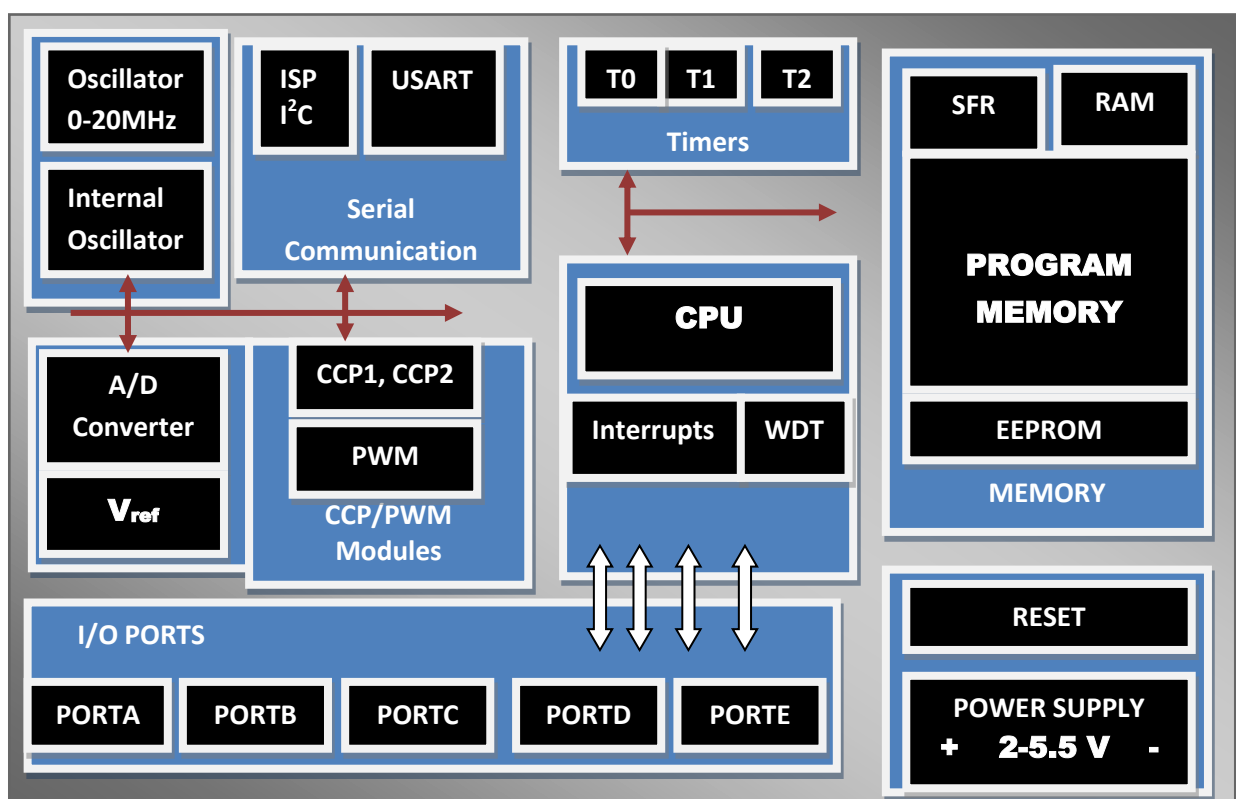 Oscillator
0-20MHz
Internal
Oscillator
ISP
I²C
USART
Serial
Communication
T0 T1 T2
Timers
SFR
RAM
PROGRAM
MEMORY
EEPROM
MEMORY
CPU
Interrupts
WDT
A/D
Converter
Vref
CCP1, CCP2
PWM
CCP/PWM
Modules
I/O PORTS
PORTA PORTB PORTC PORTD PORTE
RESET
POWER SUPPLY
+ 2-5.5 V -